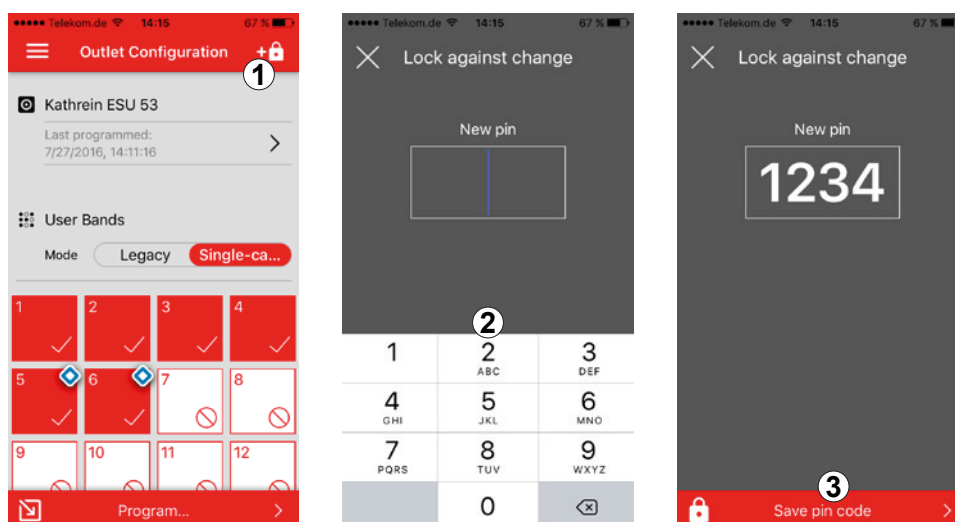 Telekom.de 14:15 67 %
Outlet Configuration +
1
Kathrein ESU 53
Last programmed:
7/27/2016, 14:11:16
User Bands
Mode Legacy Single-ca...
1 2 3 4
5 6 7 8
9 10 11 12
Program...
Telekom.de 14:15 67 %
Lock against change
New pin
2
1 2 3
ABC DEF
4 5 6
GHI JKL MNO
7 8 9
PQRS TUV WXYZ
0
Telekom.de 14:15 67 %
Lock against change
New pin
1234
3
Save pin code